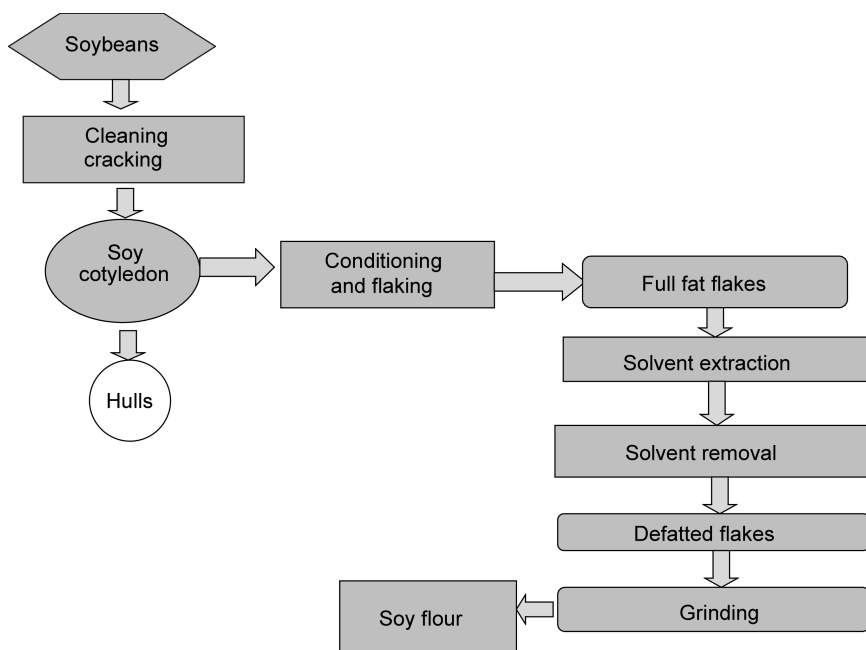 Soybeans
Cleaning
cracking
Soy
cotyledon
Hulls
Conditioning
and flaking
Full fat flakes
Solvent extraction
Solvent removal
Defatted flakes
Grinding
Soy flour